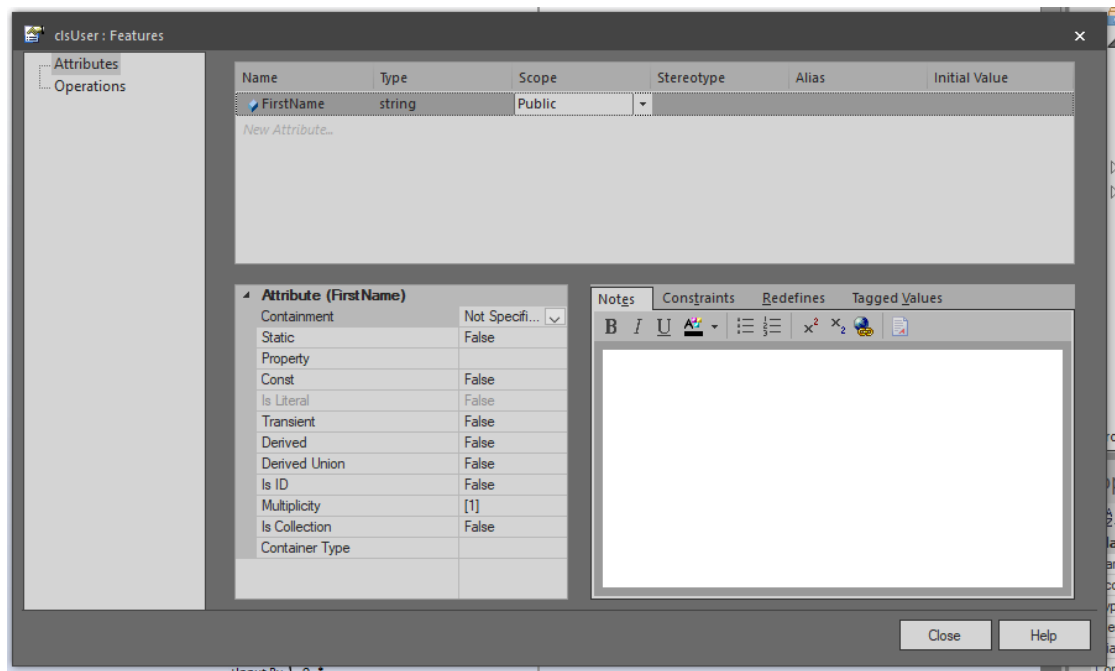 clsUser : Features
Attributes
Operations
Name Type Scope Stereotype Alias Initial Value
FirstName string Public
New Attribute...
Attribute (FirstName)
Containment Not Specifi...
Static False
Property
Const False
Is Literal False
Transient False
Derived False
Derived Union False
Is ID False
Multiplicity [1]
Is Collection False
Container Type
Notes Constraints Redefines Tagged Values
B I U A x² x₂
Close Help